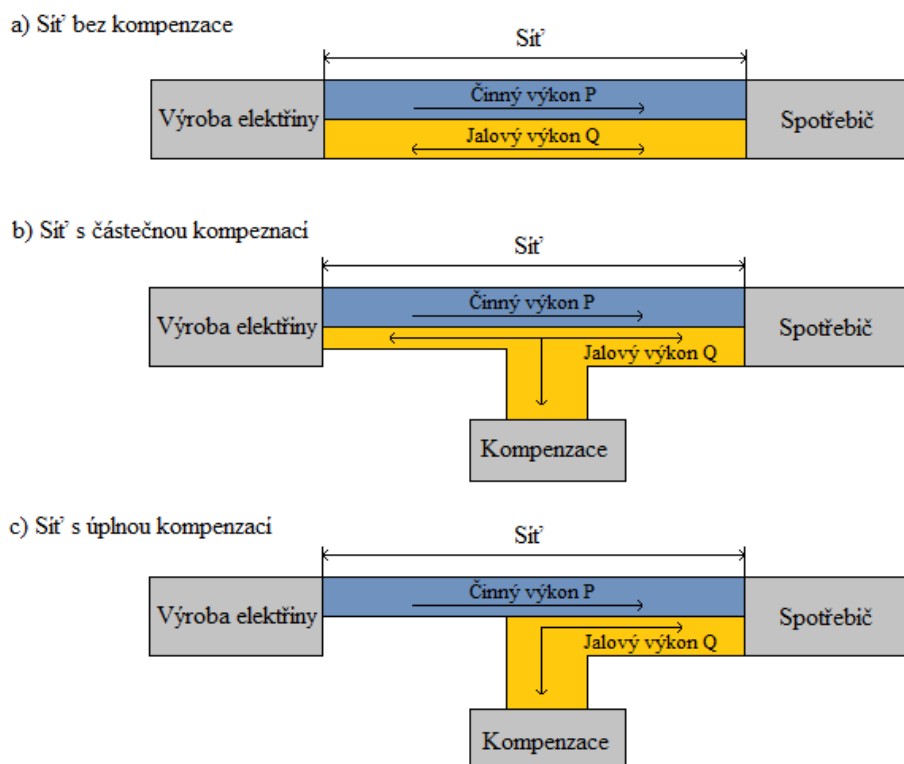 a) Síť bez kompenzace
Síť
Výroba elektřiny
Činný výkon P
Jalový výkon Q
Spotřebič
b) Síť s částečnou kompeznací
Síť
Výroba elektřiny
Činný výkon P
Jalový výkon Q
Spotřebič
Kompenzace
c) Síť s úplnou kompenzací
Síť
Výroba elektřiny
Činný výkon P
Jalový výkon Q
Spotřebič
Kompenzace